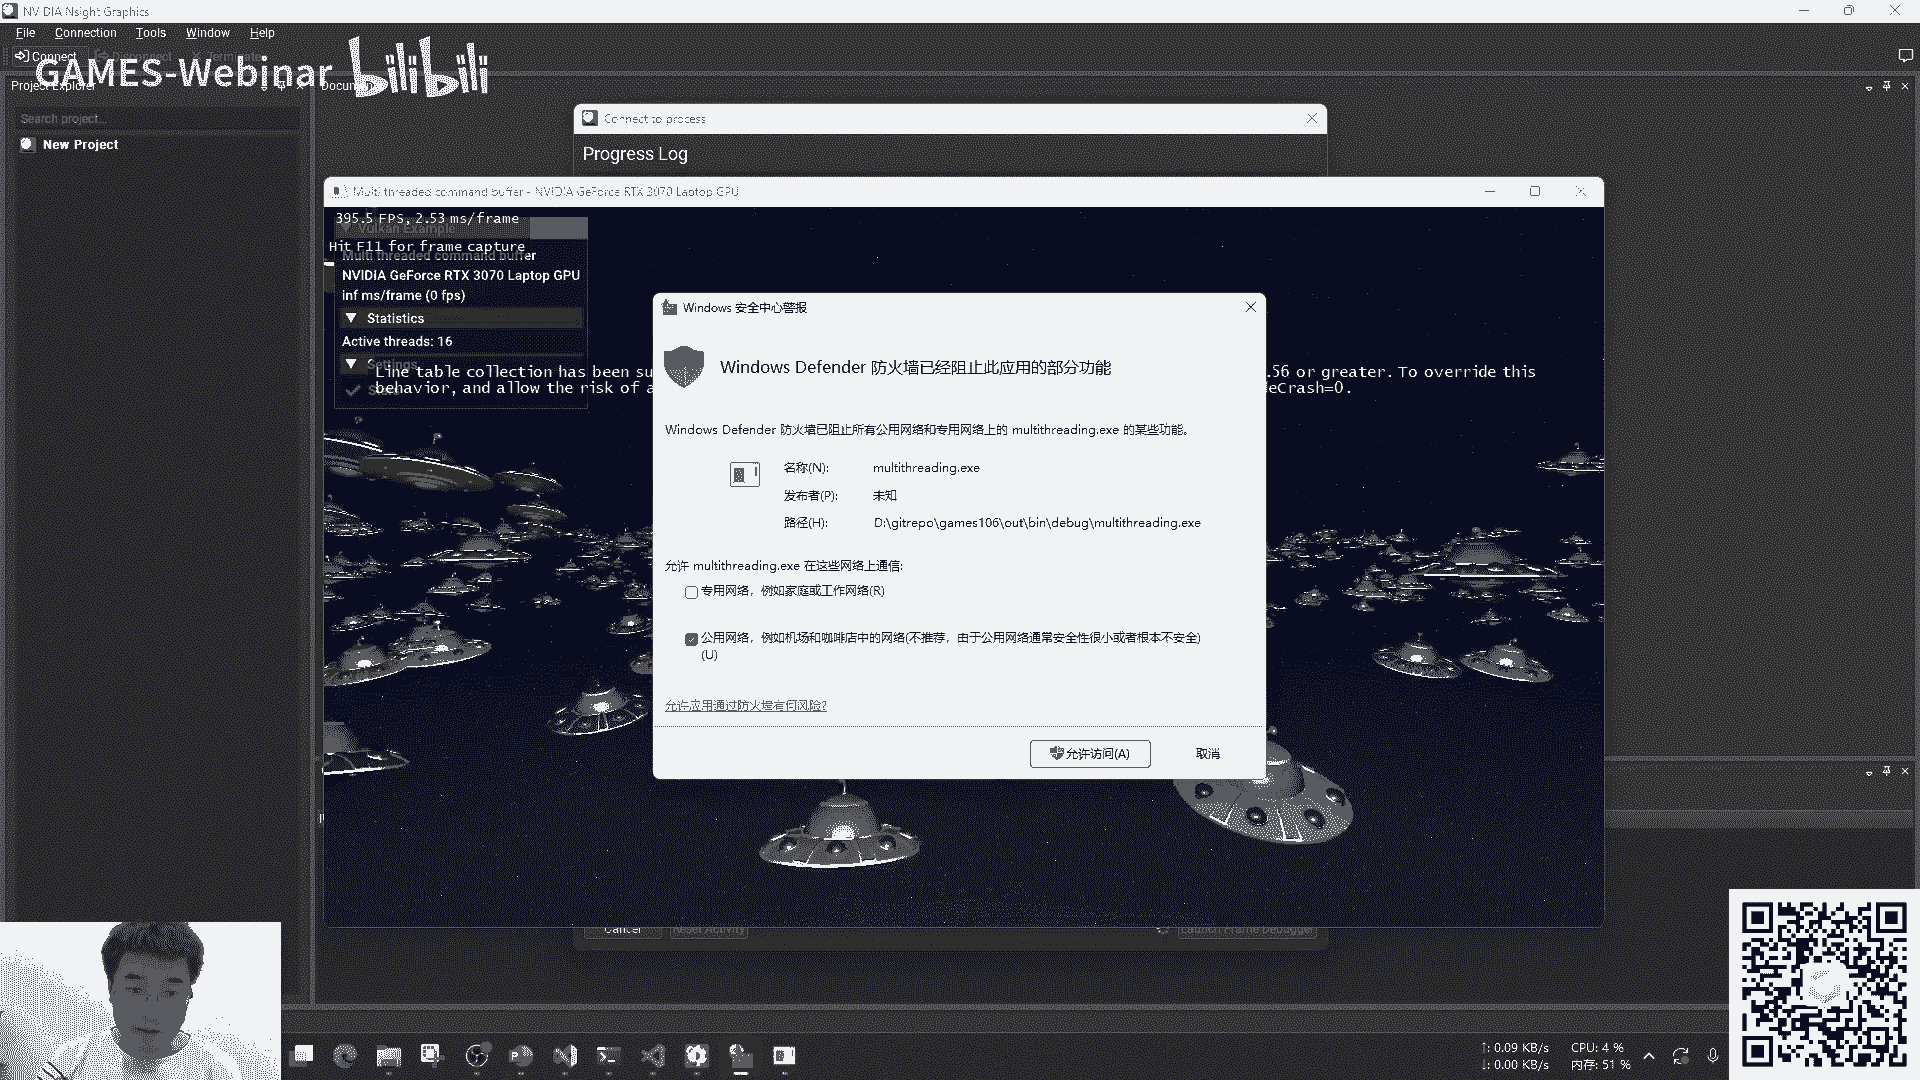 NVIDIA Nsight Graphics
File Connection Tools Window Help
Connect Disconnect Terminate
GAMES-Webinar bilibili
Project Explorer
Search project...
New Project
Connect to process
Progress Log
Multi threaded command buffer - NVIDIA GeForce RTX 3070 Laptop GPU
395.5 FPS, 2.53 ms/frame
Vulkan Example
Hit F11 for frame capture
Multi threaded command buffer
NVIDIA GeForce RTX 3070 Laptop GPU
inf ms/frame (0 fps)
Statistics
Active threads: 16
Settings
Line table collection has been su
.56 or greater. To override this
behavior, and allow the risk of a
eCrash=0.
Windows 安全中心警报
Windows Defender 防火墙已经阻止此应用的部分功能
Windows Defender 防火墙已阻止所有公用网络和专用网络上的 multithreading.exe 的某些功能。
名称(N): multithreading.exe
发布者(P): 未知
路径(H): D:\gitrepo\games106\out\bin\debug\multithreading.exe
允许 multithreading.exe 在这些网络上通信:
专用网络，例如家庭或工作网络(R)
公用网络，例如机场和咖啡店中的网络(不推荐，由于公用网络通常安全性很小或者根本不安全)
(U)
允许应用通过防火墙有何风险?
允许访问(A) 取消
Cancel Reset Activity Launch Frame Debugger
↑: 0.09 KB/s CPU: 4 %
↓: 0.00 KB/s 内存: 51 %